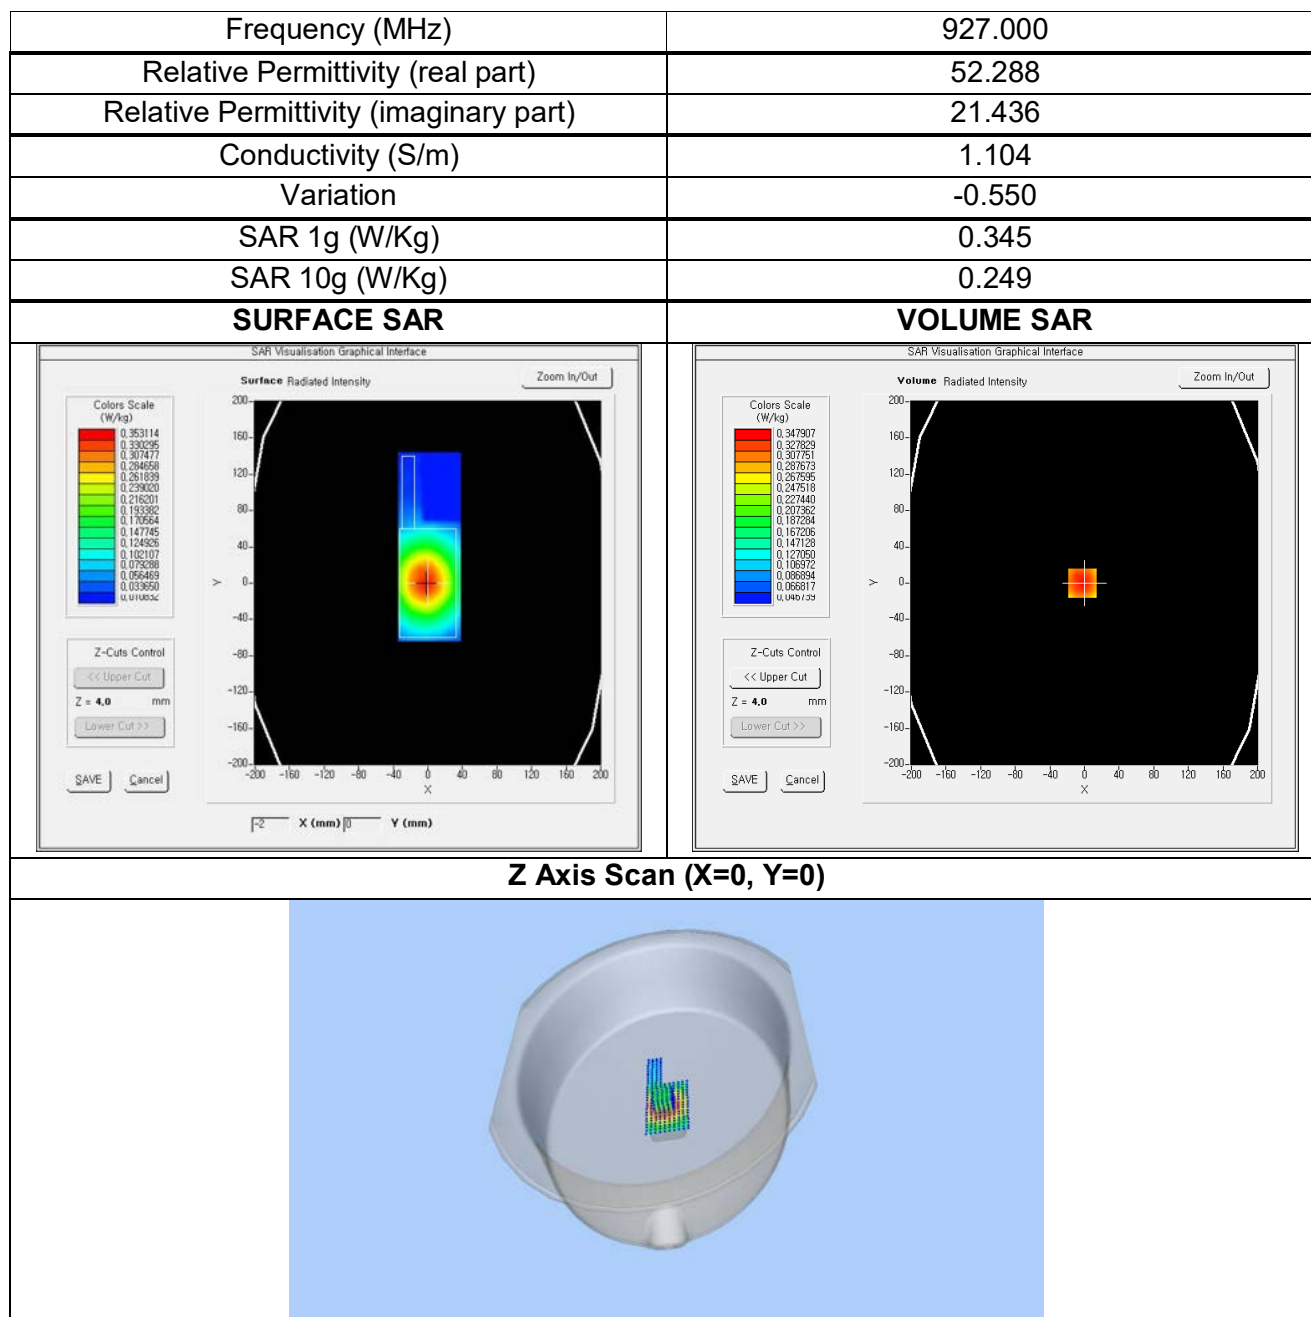 Frequency (MHz) 927.000
Relative Permittivity (real part) 52.288
Relative Permittivity (imaginary part) 21.436
Conductivity (S/m) 1.104
Variation -0.550
SAR 1g (W/Kg) 0.345
SAR 10g (W/Kg) 0.249
SURFACE SAR VOLUME SAR
SAR Visualisation Graphical Interface
Surface Radiated Intensity
Zoom In/Out
Colors Scale
(W/kg)
0.353114
0.330295
0.307477
0.284658
0.261839
0.239020
0.216201
0.193382
0.170564
0.147745
0.124926
0.102107
0.079288
0.056469
0.033650
0.010832
Z-Cuts Control
<< Upper Cut
Z = 4.0 mm
Lower Cut >>
SAVE Cancel
200
160
120
80
40
0
-40
-80
-120
-160
-200
Y
-200 -160 -120 -80 -40 0 40 80 120 160 200
X
-2 X (mm) 0 Y (mm)
SAR Visualisation Graphical Interface
Volume Radiated Intensity
Zoom In/Out
Colors Scale
(W/kg)
0.347907
0.327829
0.307751
0.287673
0.267595
0.247518
0.227440
0.207362
0.187284
0.167206
0.147128
0.127050
0.106972
0.086894
0.066817
0.046739
Z-Cuts Control
<< Upper Cut
Z = 4.0 mm
Lower Cut >>
SAVE Cancel
200
160
120
80
40
0
-40
-80
-120
-160
-200
Y
-200 -160 -120 -80 -40 0 40 80 120 160 200
X
Z Axis Scan (X=0, Y=0)